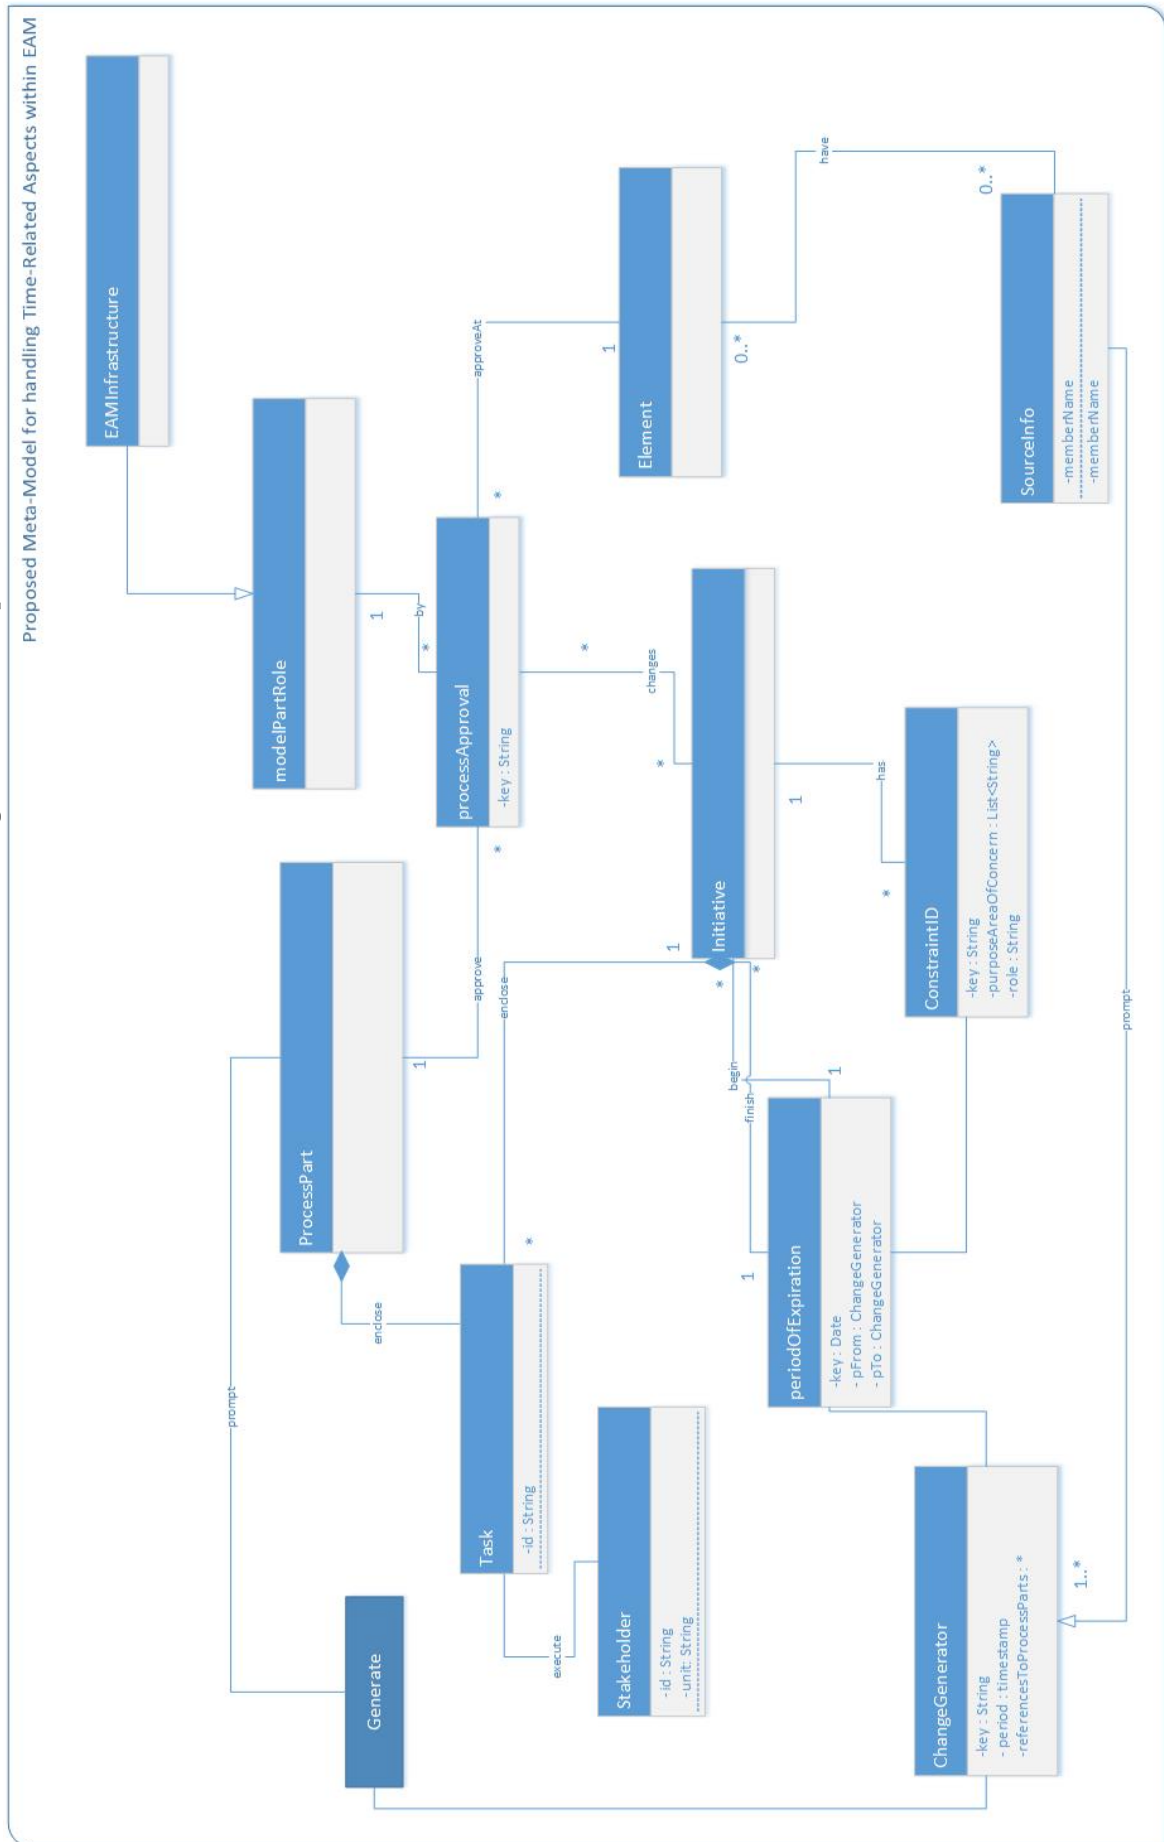 Proposed Meta-Model for handling Time-Related Aspects within EAM
EAMInfrastructure
modelPartRole
1
by
*
ProcessPart
prompt
Generate
enclose
1
approve
*
processApproval
-key : String
*
approveAt
1
Element
0..*
have
0..*
SourceInfo
-memberName
-memberName
*
changes
*
Task
-id : String
*
enclose
1
Initiative
execute
Stakeholder
- id : String
-unit: String
*
*
begin
1
finish
1
periodOfExpiration
-key : Date
- pFrom : ChangeGenerator
- pTo : ChangeGenerator
1
has
*
ConstraintID
-key : String
-purposeAreaOfConcern : List<String>
-role : String
ChangeGenerator
-key : String
- period : timestamp
-referencesToProcessParts : *
1..*
prompt